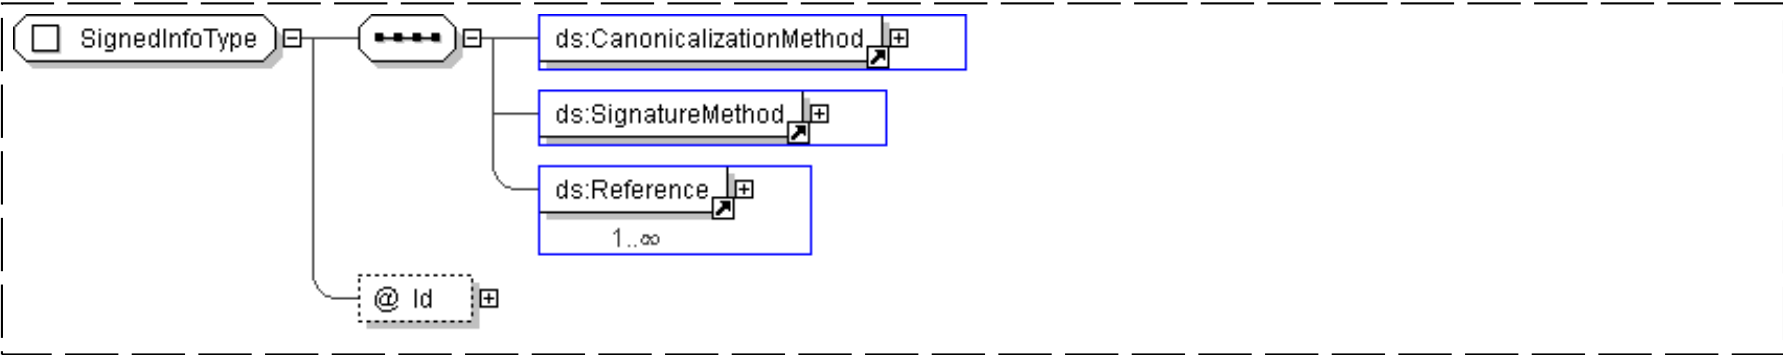 SignedInfoType
ds:CanonicalizationMethod
ds:SignatureMethod
ds:Reference
1..∞
@ Id